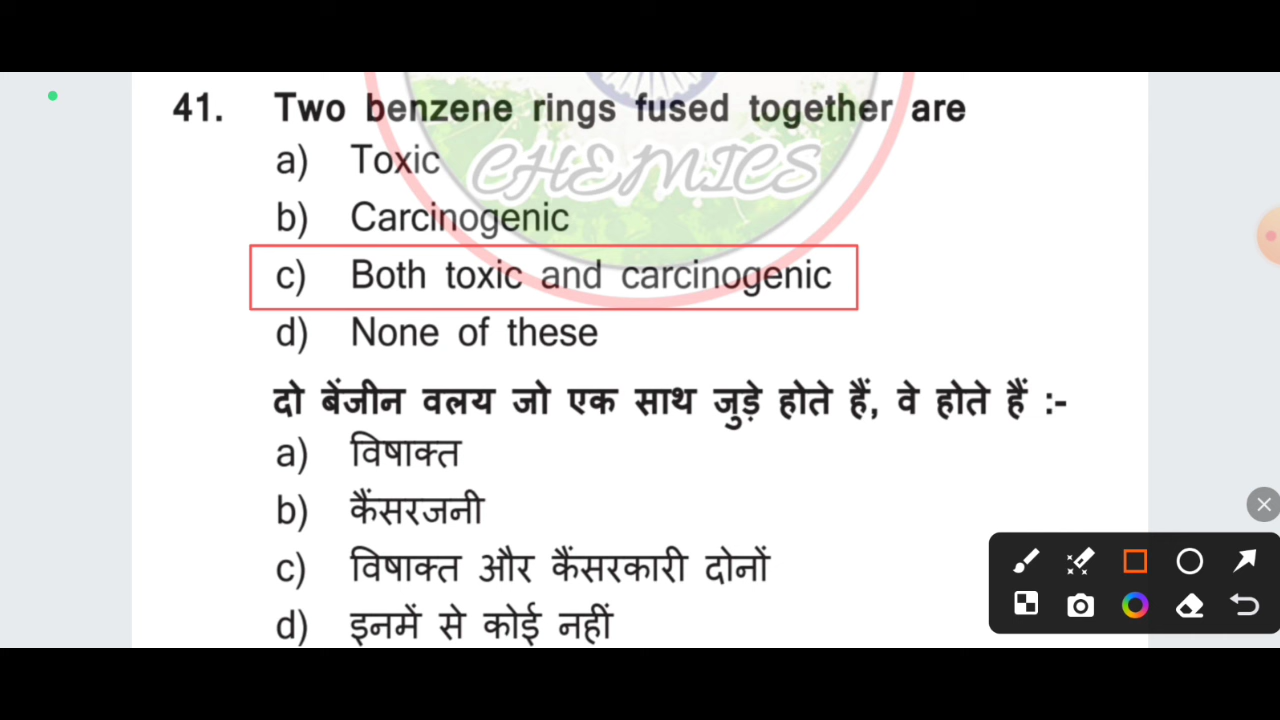 41. Two benzene rings fused together are
CHEMICS
a) Toxic
b) Carcinogenic
c) Both toxic and carcinogenic
d) None of these
दो बेंजीन वलय जो एक साथ जुड़े होते हैं, वे होते हैं :-
a) विषाक्त
b) कैंसरजनी
c) विषाक्त और कैंसरकारी दोनों
d) इनमें से कोई नहीं